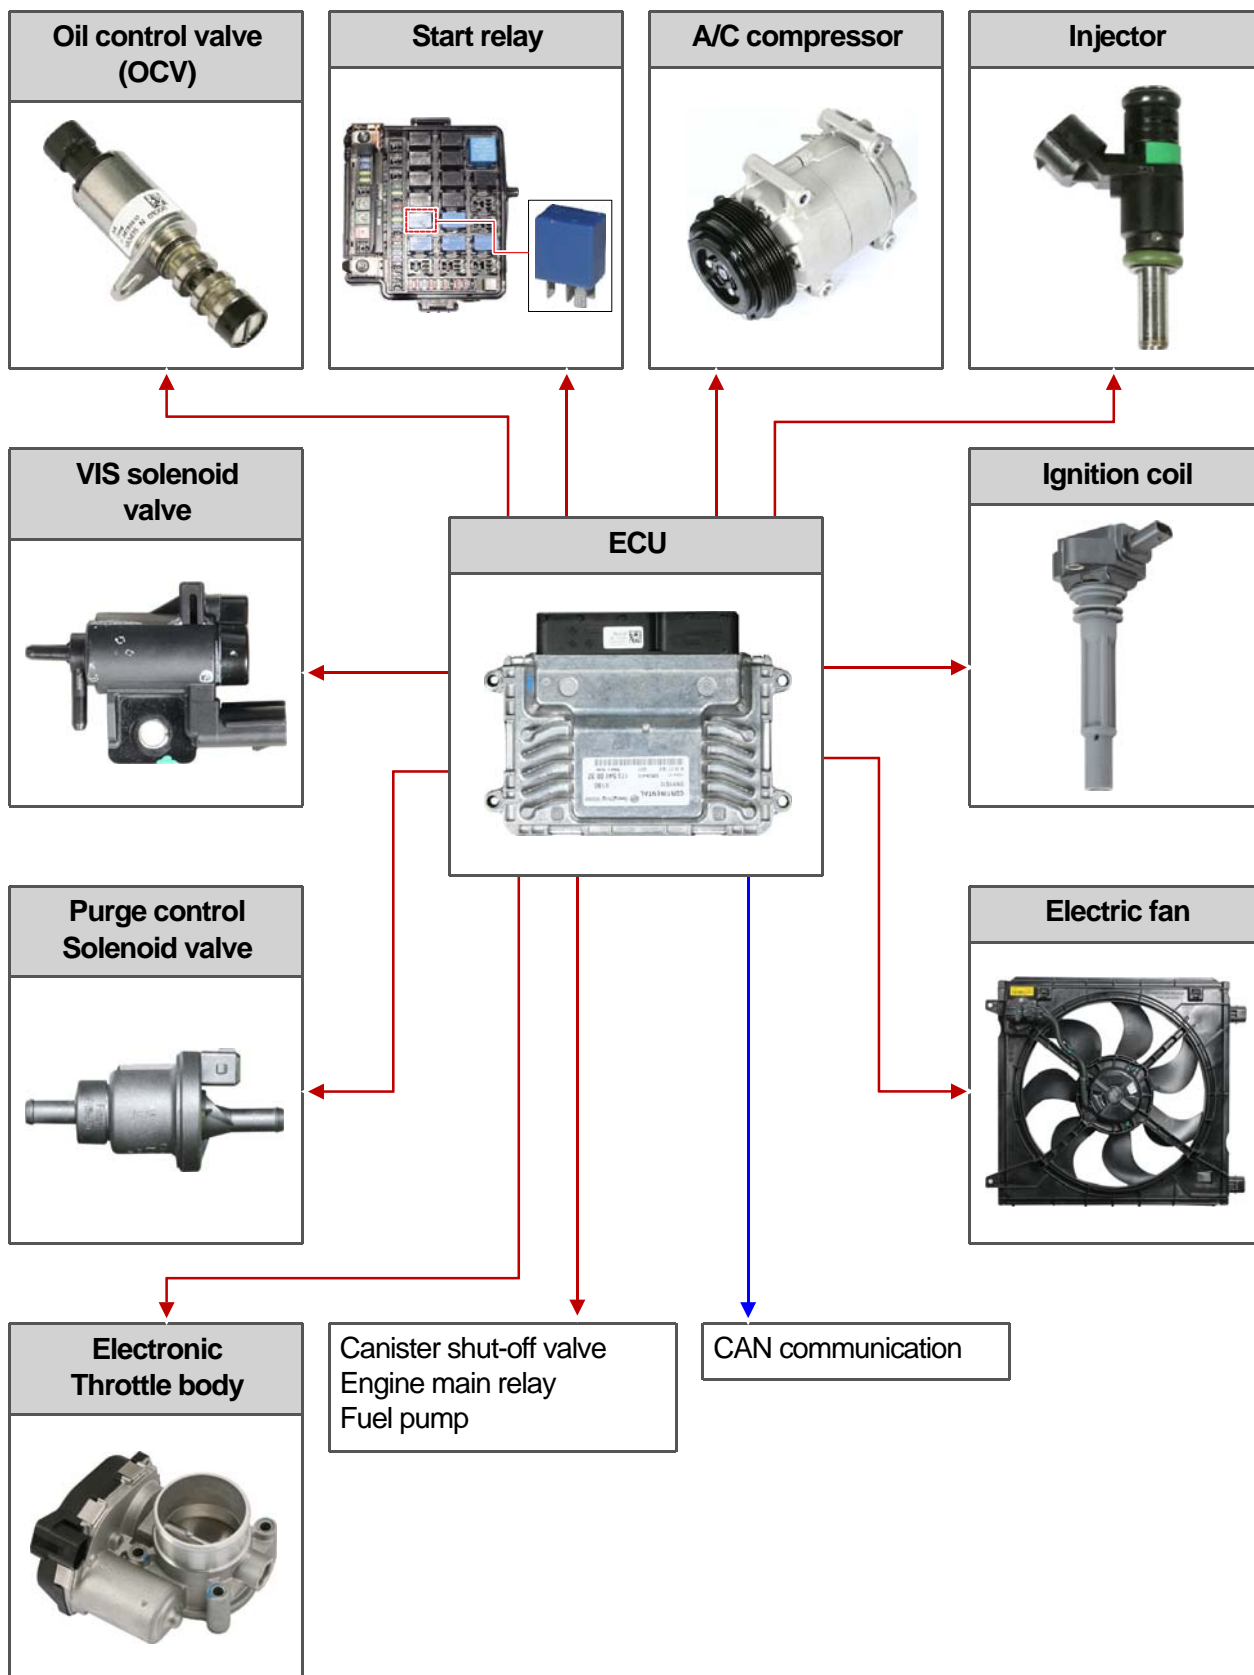 Oil control valve
(OCV)
Start relay
A/C compressor
Injector
VIS solenoid
valve
ECU
Ignition coil
CONTINENTAL
Purge control
Solenoid valve
Electric fan
Electronic
Throttle body
Canister shut-off valve
Engine main relay
Fuel pump
CAN communication